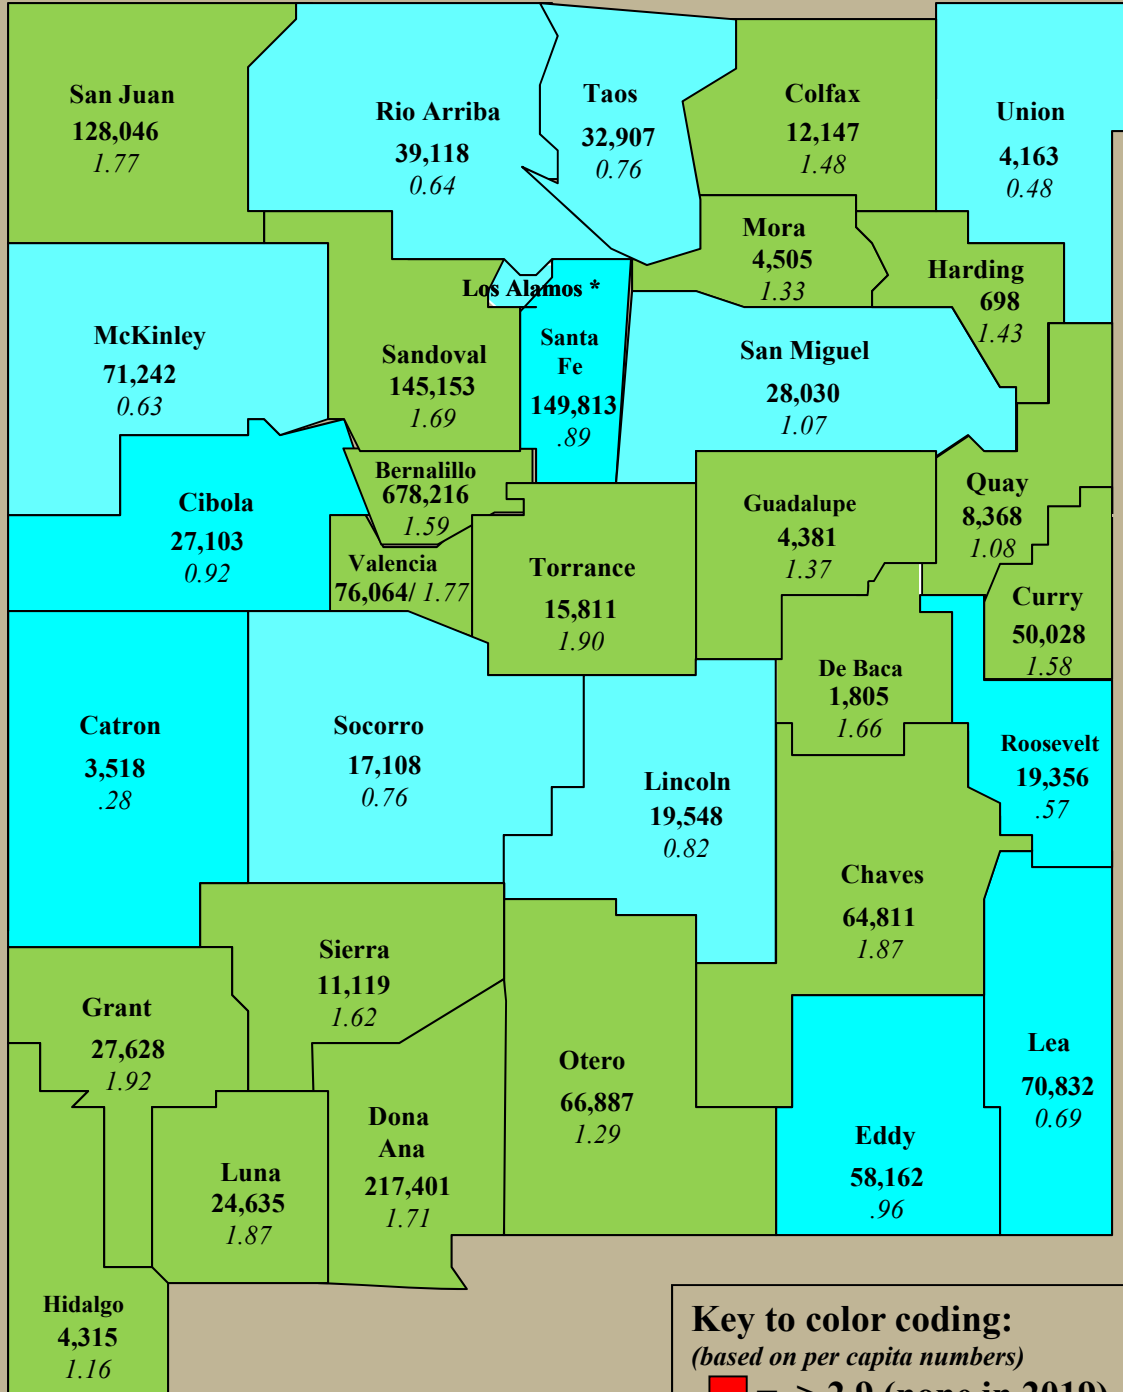 San Juan
128,046
1.77
Rio Arriba
39,118
0.64
Taos
32,907
0.76
Colfax
12,147
1.48
Union
4,163
0.48
Mora
4,505
1.33
Harding
698
1.43
Los Alamos *
McKinley
71,242
0.63
Sandoval
145,153
1.69
Santa
Fe
149,813
.89
San Miguel
28,030
1.07
Bernalillo
678,216
1.59
Cibola
27,103
0.92
Valencia
76,064/ 1.77
Torrance
15,811
1.90
Guadalupe
4,381
1.37
Quay
8,368
1.08
Curry
50,028
1.58
De Baca
1,805
1.66
Roosevelt
19,356
.57
Catron
3,518
.28
Socorro
17,108
0.76
Lincoln
19,548
0.82
Chaves
64,811
1.87
Sierra
11,119
1.62
Grant
27,628
1.92
Otero
66,887
1.29
Lea
70,832
0.69
Dona
Ana
217,401
1.71
Eddy
58,162
.96
Luna
24,635
1.87
Hidalgo
4,315
1.16
Key to color coding:
(based on per capita numbers)
= > 2.9 (none in 2019)